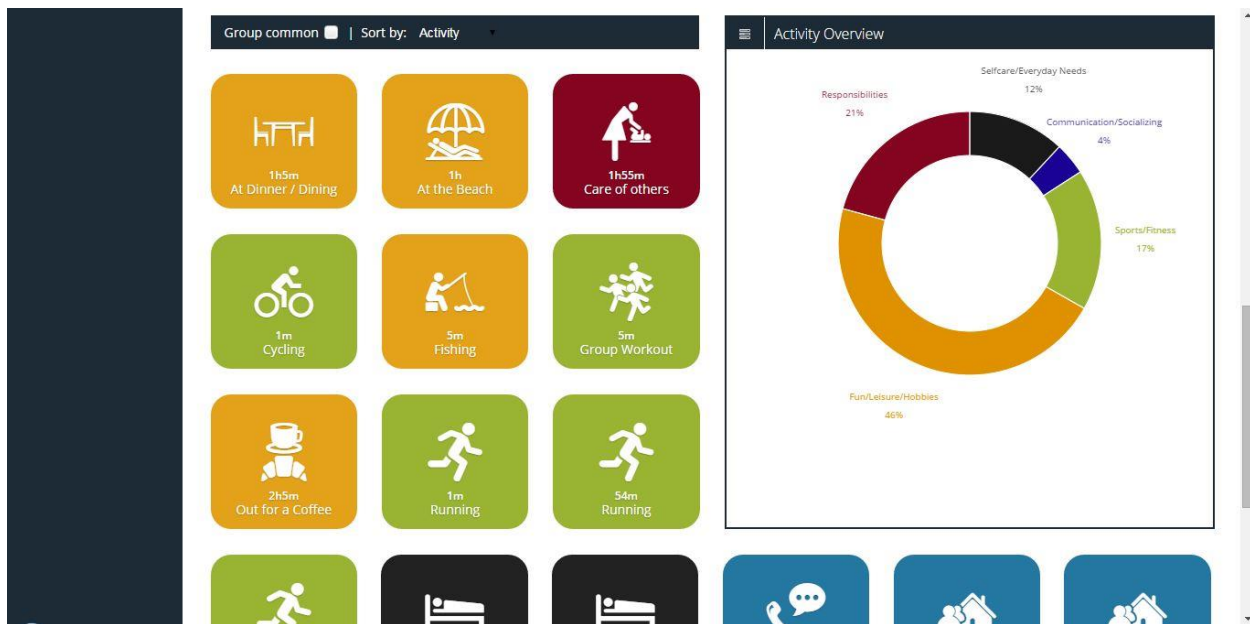 Group common | Sort by: Activity
Activity Overview
1h5m
At Dinner / Dining
1h
At the Beach
1h55m
Care of others
1m
Cycling
5m
Fishing
5m
Group Workout
2h5m
Out for a Coffee
1m
Running
54m
Running
Selfcare/Everyday Needs
12%
Responsibilities
21%
Communication/Socializing
4%
Sports/Fitness
17%
Fun/Leisure/Hobbies
46%